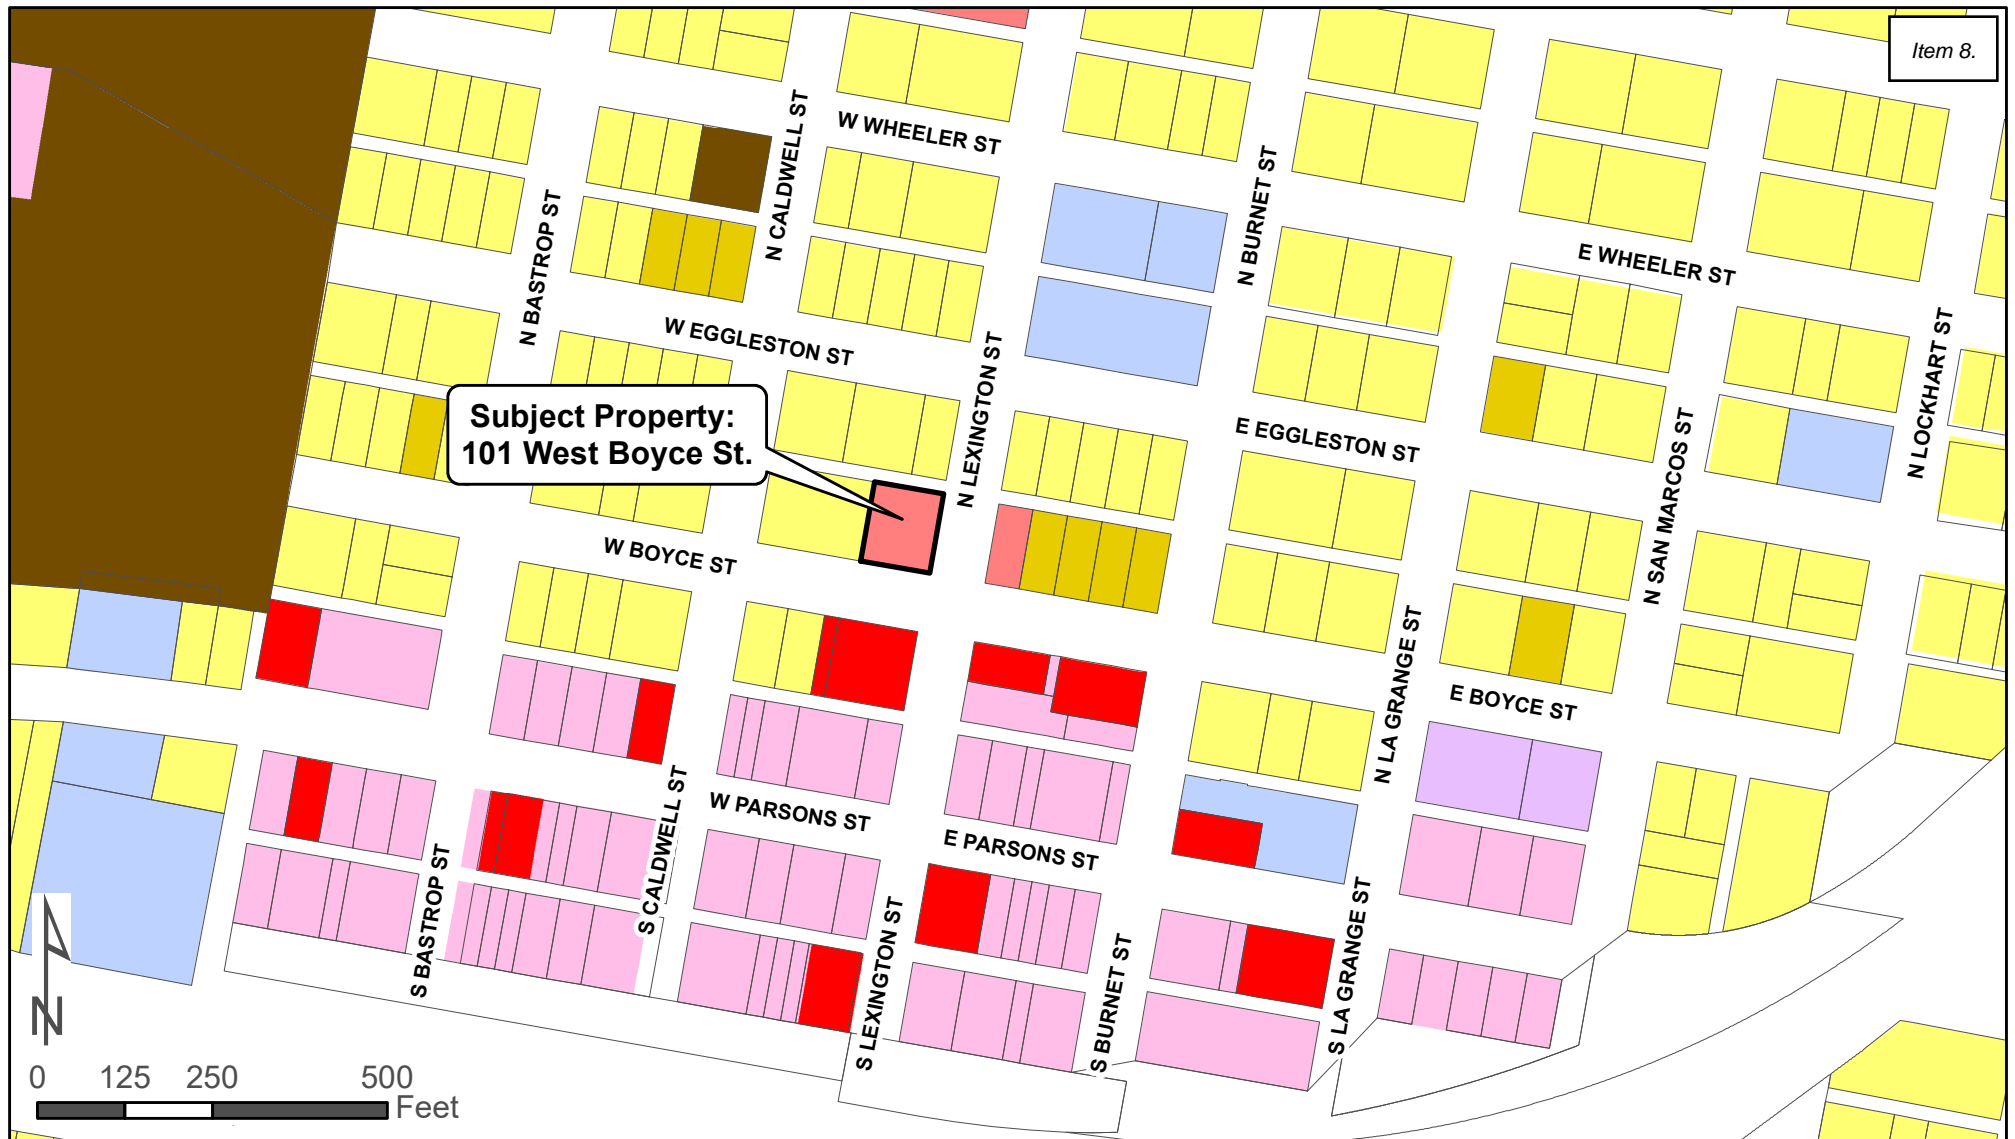 Item 8.
W WHEELER ST
N CALDWELL ST
N BURNET ST
N BASTROP ST
E WHEELER ST
W EGGLESTON ST
N LEXINGTON ST
N LOCKHART ST
Subject Property:
101 West Boyce St.
E EGGLESTON ST
N SAN MARCOS ST
W BOYCE ST
N LA GRANGE ST
E BOYCE ST
W PARSONS ST
E PARSONS ST
S CALDWELL ST
S BASTROP ST
S LEXINGTON ST
S BURNET ST
S LA GRANGE ST
N
0 125 250 500
Feet